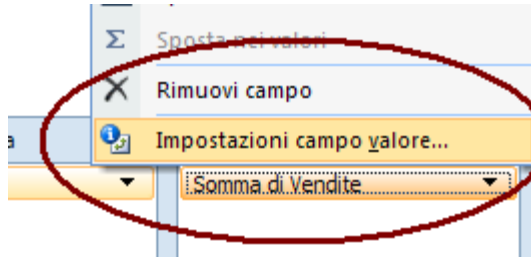 Σ Sposta nei valori
Rimuovi campo
Impostazioni campo valore...
a
Somma di Vendite